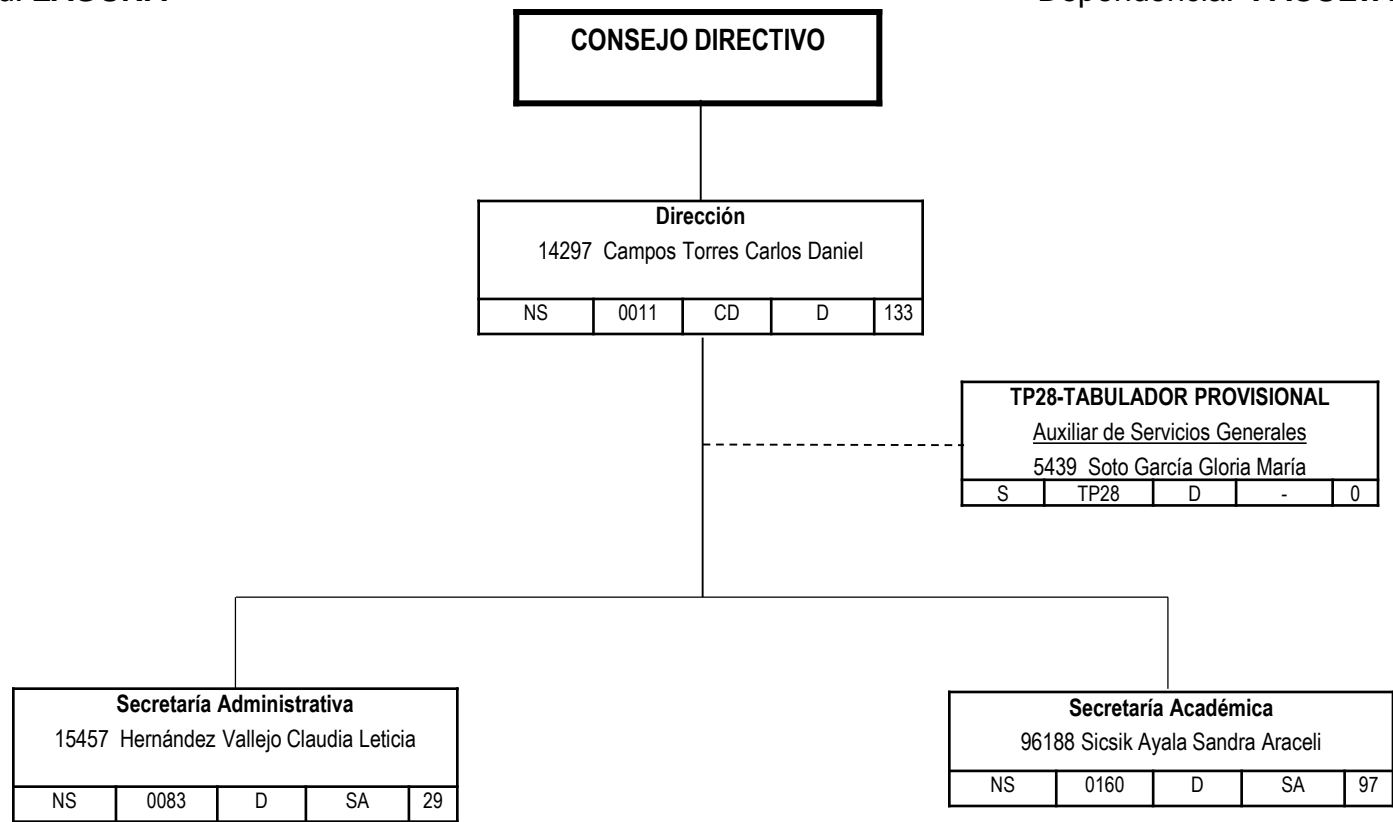 CONSEJO DIRECTIVO
Dirección
14297 Campos Torres Carlos Daniel
NS 0011 CD D 133
TP28-TABULADOR PROVISIONAL
Auxiliar de Servicios Generales
5439 Soto García Gloria María
S TP28 D - 0
Secretaría Administrativa
15457 Hernández Vallejo Claudia Leticia
NS 0083 D SA 29
Secretaría Académica
96188 Sicsik Ayala Sandra Araceli
NS 0160 D SA 97